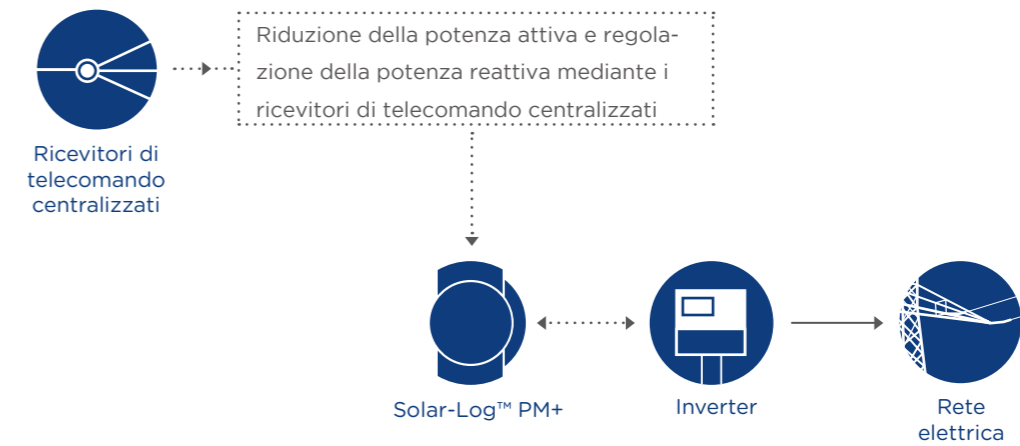 Riduzione della potenza attiva e regola-
zione della potenza reattiva mediante i
ricevitori di telecomando centralizzati
Ricevitori di
telecomando
centralizzati
Solar-Log™ PM+
Inverter
Rete
elettrica